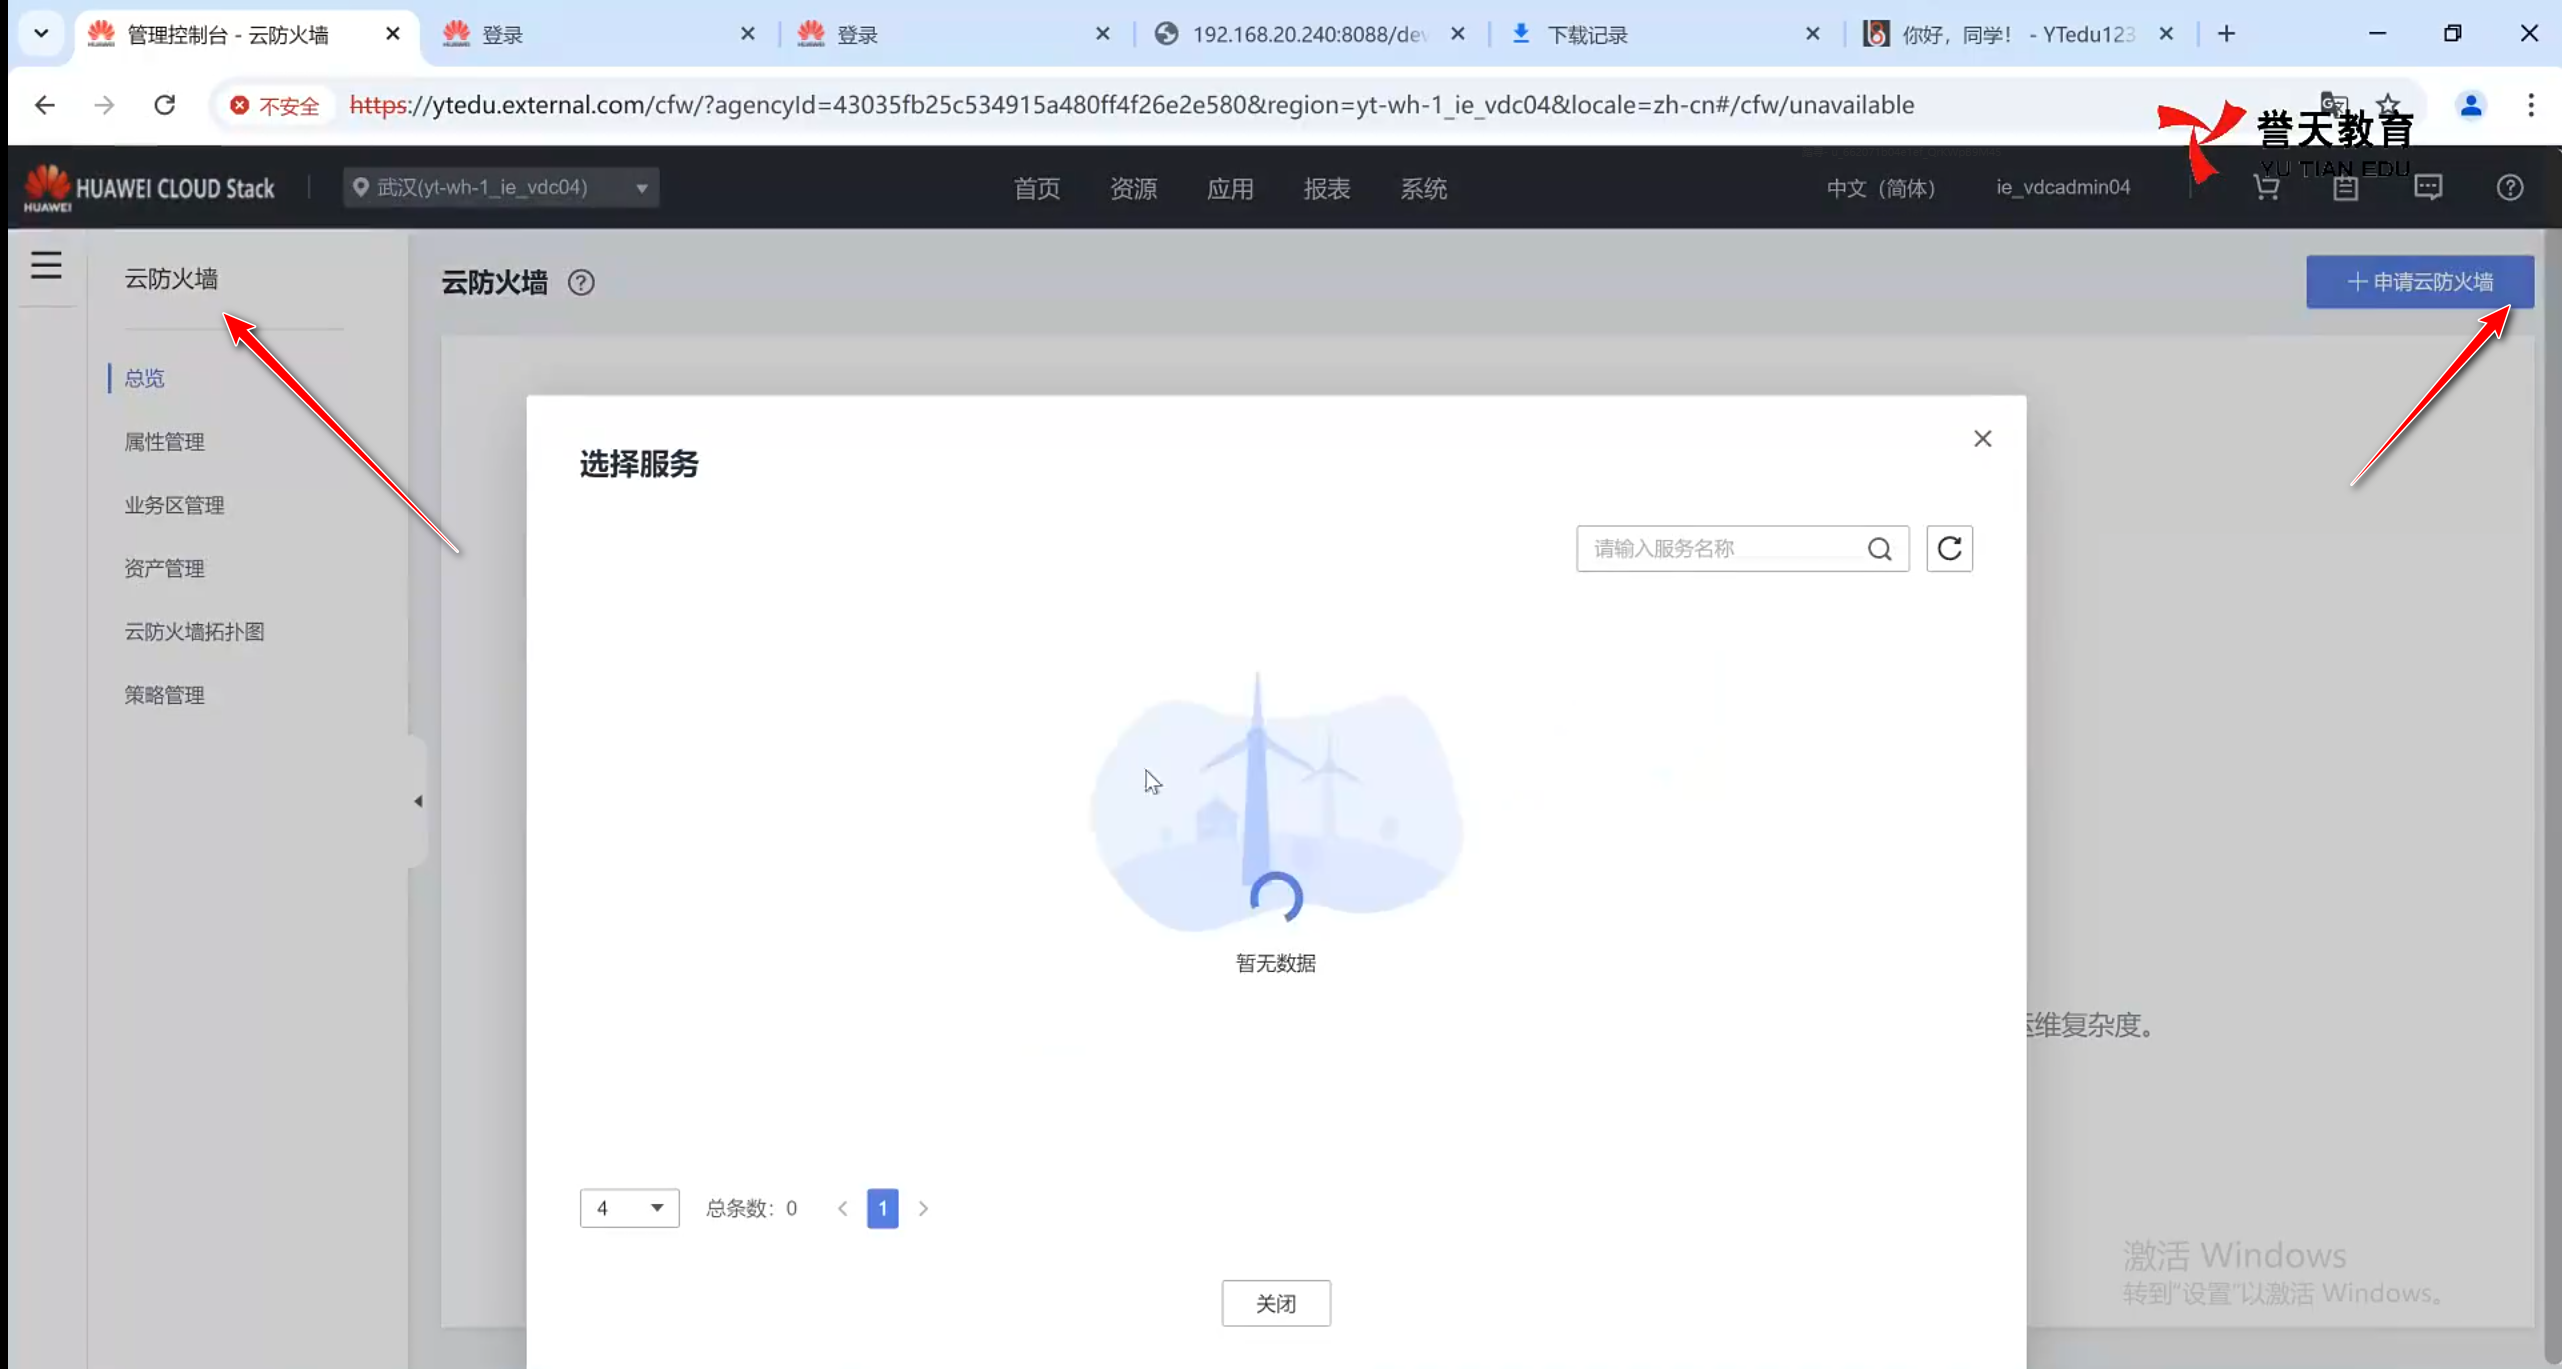 管理控制台 - 云防火墙
登录
登录
192.168.20.240:8088/dev
下载记录
你好，同学！ - YTedu123
不安全
https://ytedu.external.com/cfw/?agencyId=43035fb25c534915a480ff4f26e2e580&region=yt-wh-1_ie_vdc04&locale=zh-cn#/cfw/unavailable
誉天教育
YU TIAN EDU
HUAWEI
HUAWEI CLOUD Stack
武汉(yt-wh-1_ie_vdc04)
首页
资源
应用
报表
系统
中文（简体）
ie_vdcadmin04
云防火墙
云防火墙
申请云防火墙
总览
属性管理
业务区管理
资产管理
云防火墙拓扑图
策略管理
选择服务
请输入服务名称
暂无数据
维复杂度。
4
总条数：0
1
关闭
激活 Windows
转到"设置"以激活 Windows。